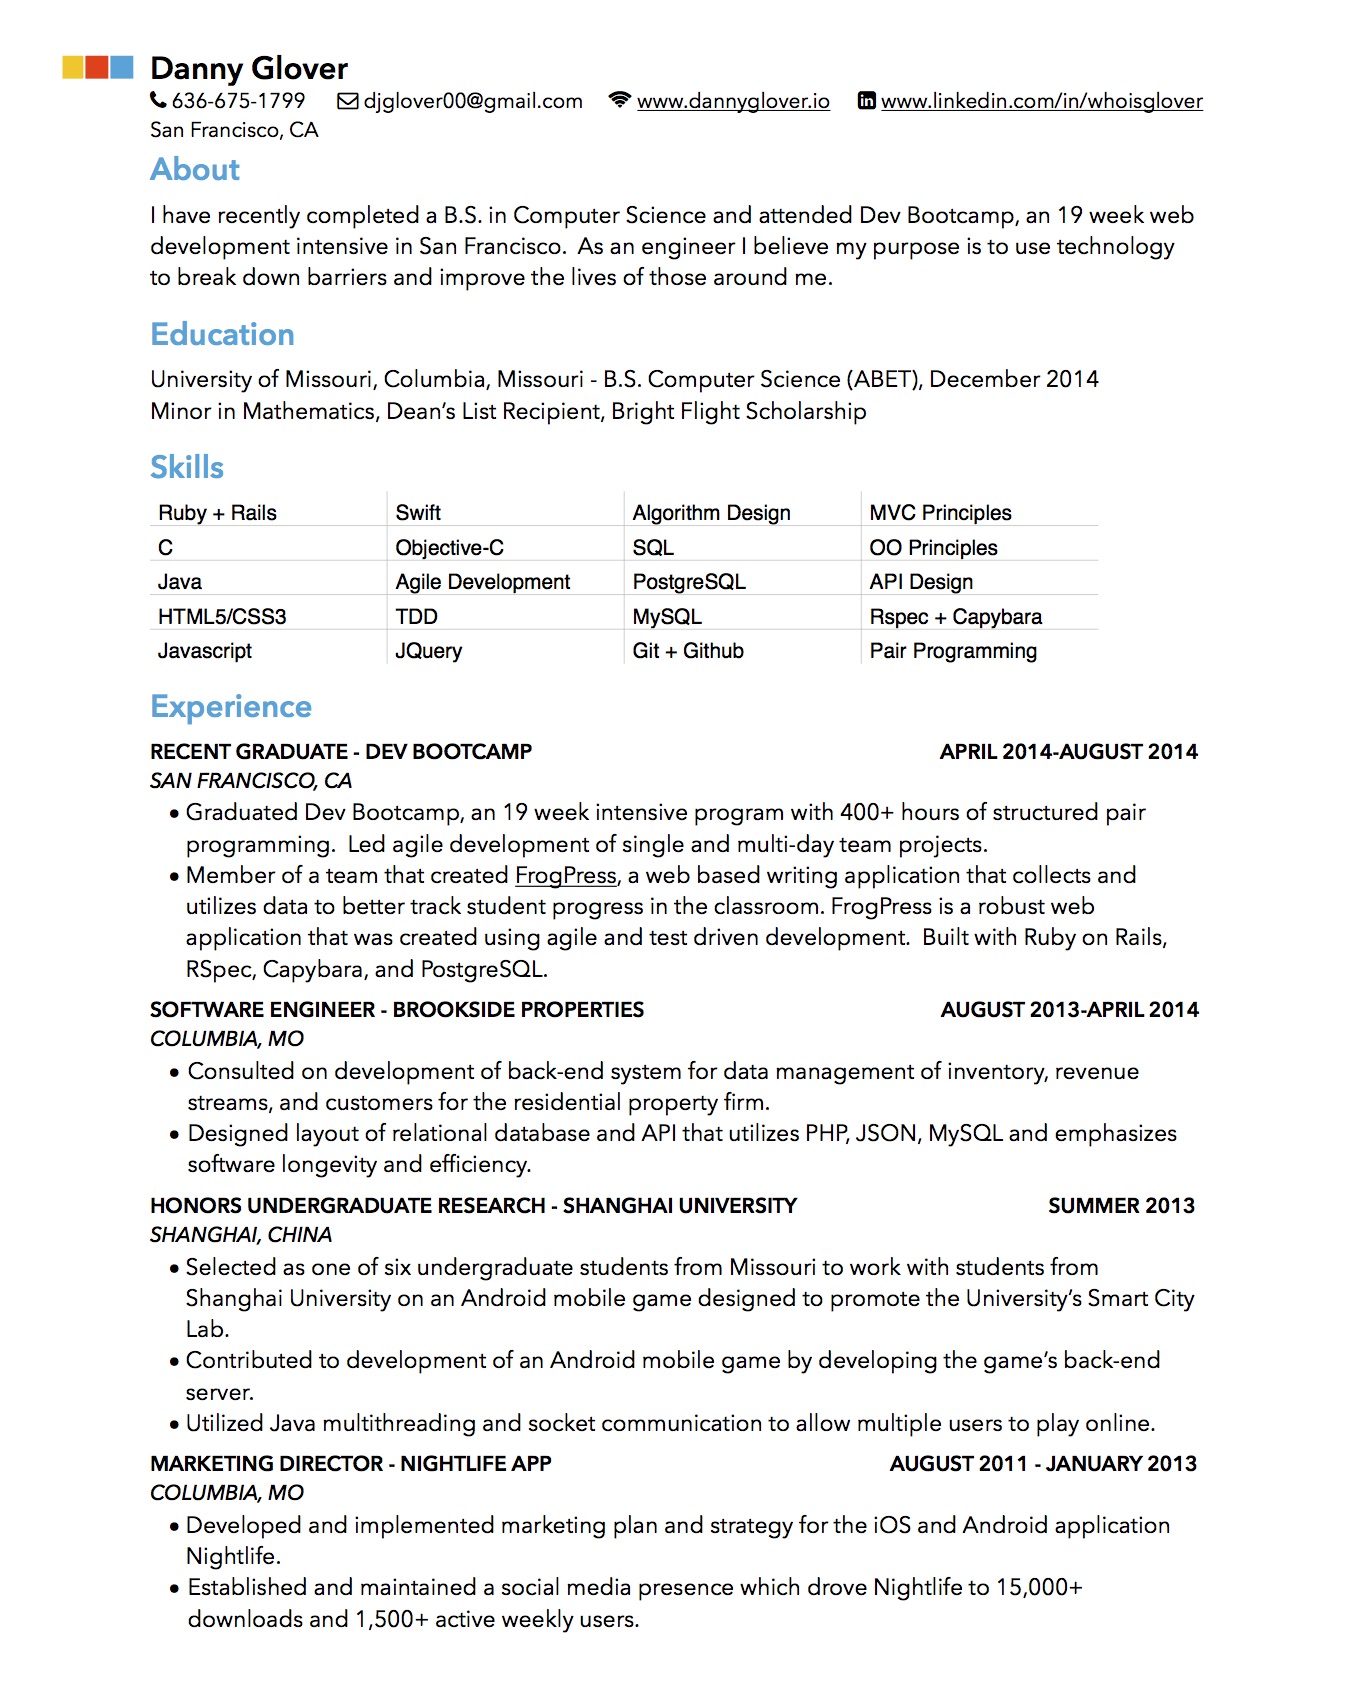 Danny Glover
636-675-1799 djglover00@gmail.com www.dannyglover.io www.linkedin.com/in/whoisglover
San Francisco, CA
About
I have recently completed a B.S. in Computer Science and attended Dev Bootcamp, an 19 week web
development intensive in San Francisco. As an engineer I believe my purpose is to use technology
to break down barriers and improve the lives of those around me.
Education
University of Missouri, Columbia, Missouri - B.S. Computer Science (ABET), December 2014
Minor in Mathematics, Dean's List Recipient, Bright Flight Scholarship
Skills
Ruby + Rails Swift Algorithm Design MVC Principles
C Objective-C SQL OO Principles
Java Agile Development PostgreSQL API Design
HTML5/CSS3 TDD MySQL Rspec + Capybara
Javascript JQuery Git + Github Pair Programming
Experience
RECENT GRADUATE - DEV BOOTCAMP APRIL 2014-AUGUST 2014
SAN FRANCISCO, CA
• Graduated Dev Bootcamp, an 19 week intensive program with 400+ hours of structured pair
programming. Led agile development of single and multi-day team projects.
• Member of a team that created FrogPress, a web based writing application that collects and
utilizes data to better track student progress in the classroom. FrogPress is a robust web
application that was created using agile and test driven development. Built with Ruby on Rails,
RSpec, Capybara, and PostgreSQL.
SOFTWARE ENGINEER - BROOKSIDE PROPERTIES AUGUST 2013-APRIL 2014
COLUMBIA, MO
• Consulted on development of back-end system for data management of inventory, revenue
streams, and customers for the residential property firm.
• Designed layout of relational database and API that utilizes PHP, JSON, MySQL and emphasizes
software longevity and efficiency.
HONORS UNDERGRADUATE RESEARCH - SHANGHAI UNIVERSITY SUMMER 2013
SHANGHAI, CHINA
• Selected as one of six undergraduate students from Missouri to work with students from
Shanghai University on an Android mobile game designed to promote the University's Smart City
Lab.
• Contributed to development of an Android mobile game by developing the game's back-end
server.
• Utilized Java multithreading and socket communication to allow multiple users to play online.
MARKETING DIRECTOR - NIGHTLIFE APP AUGUST 2011 - JANUARY 2013
COLUMBIA, MO
• Developed and implemented marketing plan and strategy for the iOS and Android application
Nightlife.
• Established and maintained a social media presence which drove Nightlife to 15,000+
downloads and 1,500+ active weekly users.